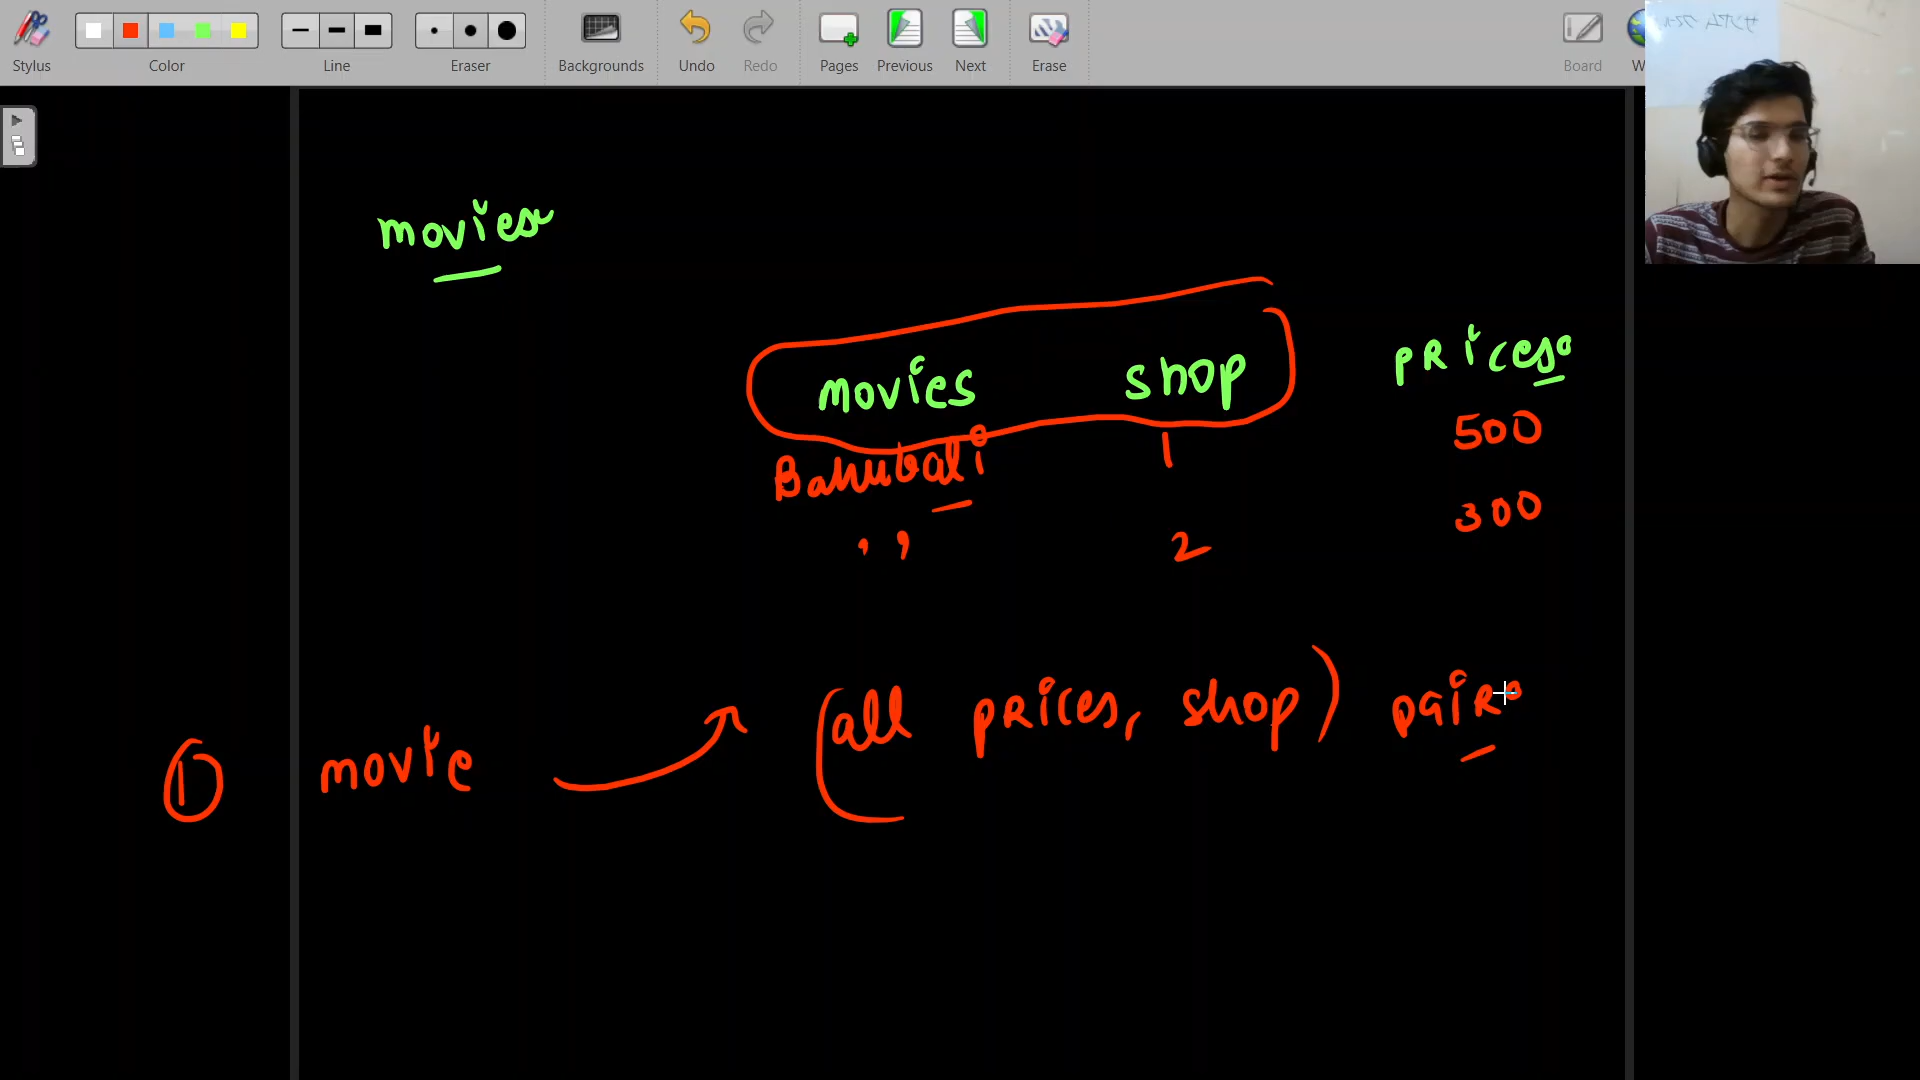 Stylus Color Line Eraser Backgrounds Undo Redo Pages Previous Next Erase Board
movies
movies shop prices
Bahubali 1 500
,, 2 300
① movie (all prices, shop) pairs